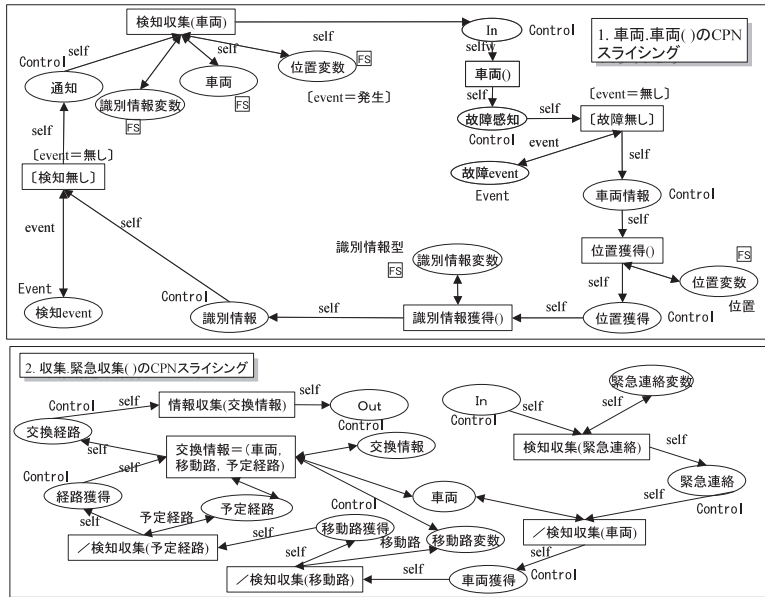 検知収集(車両)
self
In
Control
1. 車両.車両( )のCPN
スライシング
self
self
self
self
Control
通知
車両
FS
位置変数
FS
識別情報変数
FS
〔event=発生〕
self
車両()
self
故障感知
Control
self
[event=無し]
〔故障無し〕
event
故障event
Event
self
車両情報
Control
self
self
〔event=無し〕
〔検知無し〕
event
self
Event
検知event
Control
識別情報
self
識別情報型
FS
識別情報変数
識別情報獲得()
self
位置獲得()
FS
self
位置変数
位置
位置獲得
Control
2. 収集.緊急収集( )のCPNスライシング
Control
self
情報収集(交換情報)
self
Out
Control
交換経路
self
交換情報=(車両,
移動路, 予定経路)
交換情報
In
Control
self
緊急連絡変数
self
検知収集(緊急連絡)
self
緊急連絡
Control
self
Control
self
経路獲得
self
予定経路
予定経路
／検知収集(予定経路)
self
Control
移動路獲得
移動路
self
移動路変数
／検知収集(移動路)
車両
／検知収集(車両)
self
self
車両獲得
Control